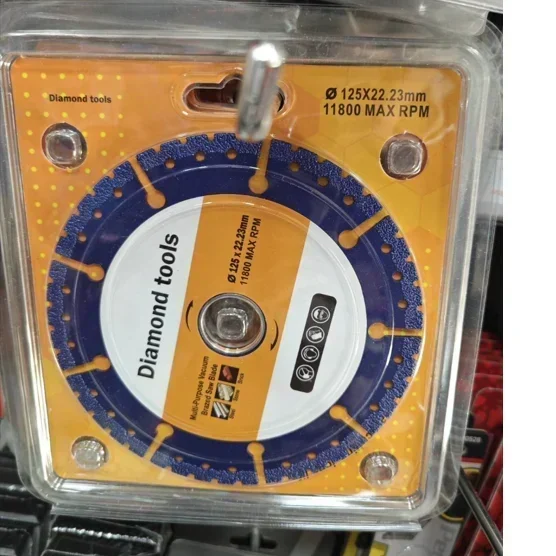 Diamond tools
Ø 125X22.23mm
11800 MAX RPM
Diamond tools
Ø 125 x 22.23mm
11800 MAX RPM
Multi-Purpose Vacuum
Brazed Saw Blade